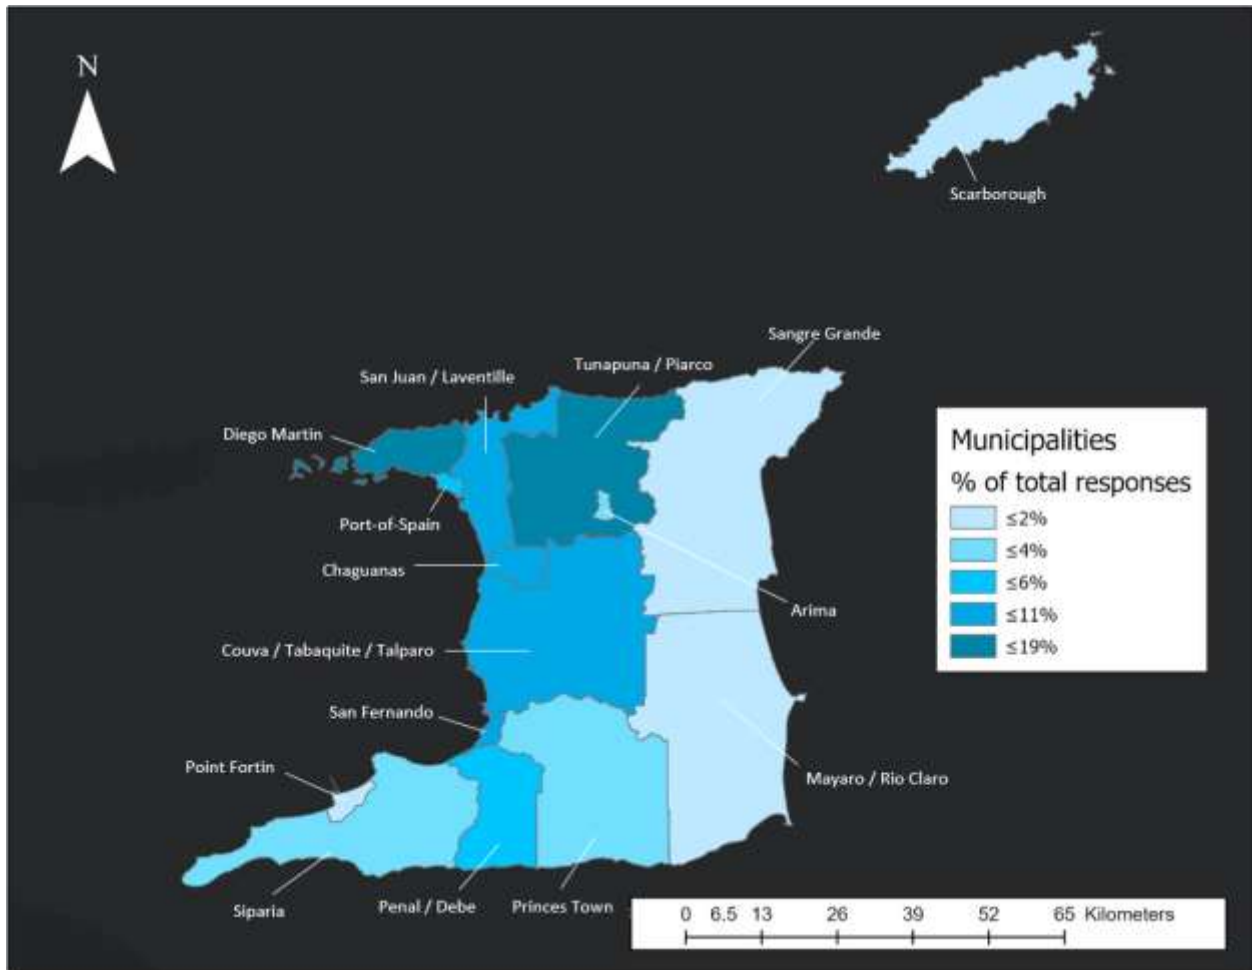 N
Scarborough
Sangre Grande
Tunapuna / Piarco
San Juan / Laventille
Diego Martin
Port-of-Spain
Chaguanas
Arima
Couva / Tabaquite / Talparo
San Fernando
Point Fortin
Mayaro / Rio Claro
Siparia
Penal / Debe
Princes Town
Municipalities
% of total responses
≤2%
≤4%
≤6%
≤11%
≤19%
0 6.5 13 26 39 52 65 Kilometers